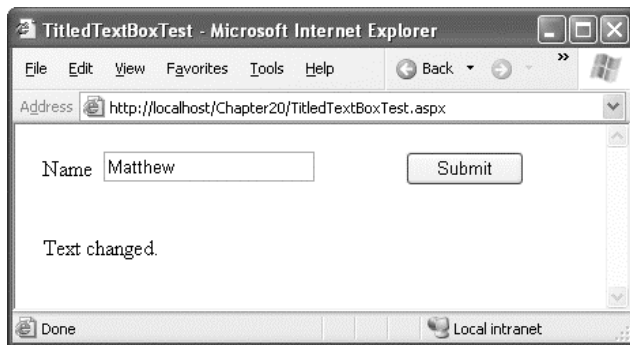 TitledTextBoxTest - Microsoft Internet Explorer
File Edit View Favorites Tools Help Back »
Address http://localhost/Chapter20/TitledTextBoxTest.aspx
Name Matthew Submit
Text changed.
Done Local intranet